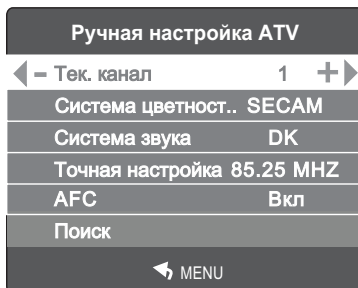 Ручная настройка ATV
– Тек. канал 1 +
Система цветност.. SECAM
Система звука DK
Точная настройка 85.25 MHZ
AFC Вкл
Поиск
MENU